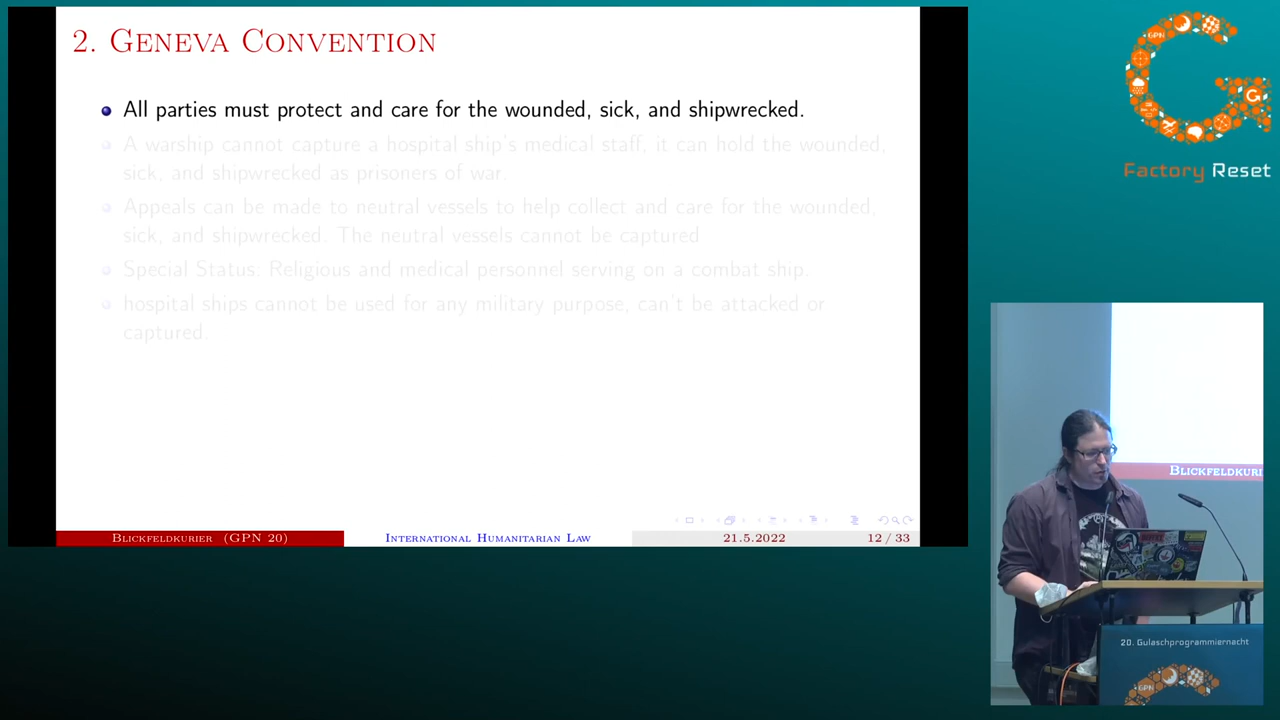 2. Geneva Convention
All parties must protect and care for the wounded, sick, and shipwrecked.
A warship cannot capture a hospital ship's medical staff, it can hold the wounded,
sick, and shipwrecked as prisoners of war.
Appeals can be made to neutral vessels to help collect and care for the wounded,
sick, and shipwrecked. The neutral vessels cannot be captured
Special Status: Religious and medical personnel serving on a combat ship.
hospital ships cannot be used for any military purpose, can't be attacked or
captured.
Blickfeldkurier (GPN 20)
International Humanitarian Law
21.5.2022
12 / 33
GPN
G
Factory Reset
Blickfeldkuri
20. Gulaschprogrammiernacht
GPN